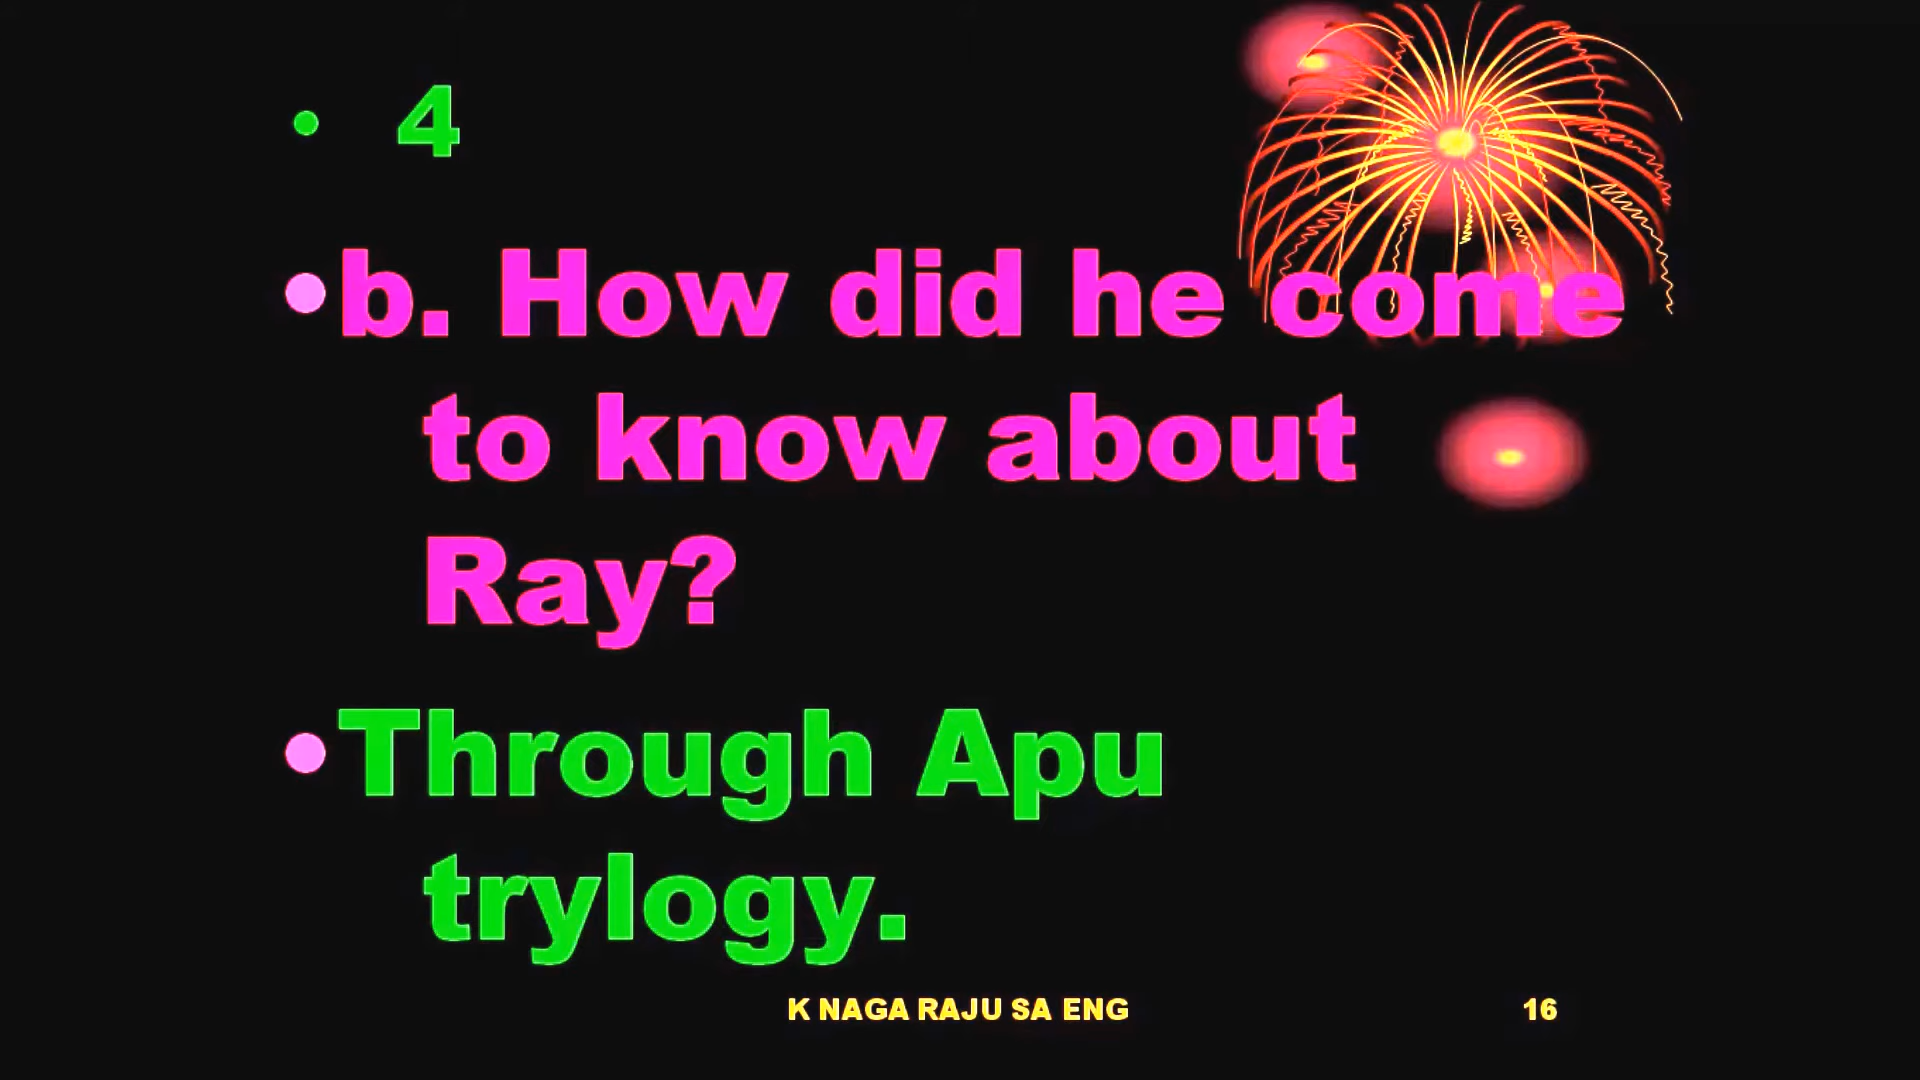 • 4
• b. How did he come
to know about
Ray?
• Through Apu
trylogy.
K NAGA RAJU SA ENG
16